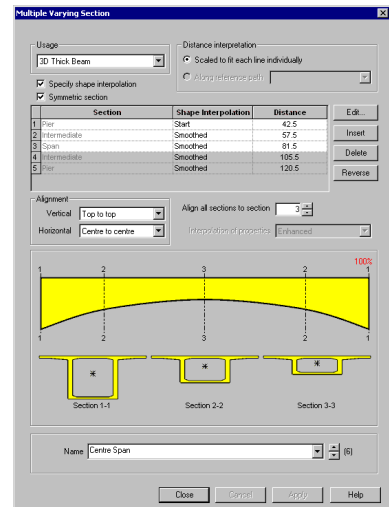 Multiple Varying Section
Usage
3D Thick Beam
Distance interpretation
Scaled to fit each line individually
Along reference path
Specify shape interpolation
Symmetric section
Section Shape Interpolation Distance
1 Pier Start 42.5
2 Intermediate Smoothed 57.5
3 Span Smoothed 81.5
4 Intermediate Smoothed 105.5
5 Pier Smoothed 120.5
Edit...
Insert
Delete
Reverse
Alignment
Vertical Top to top
Horizontal Centre to centre
Align all sections to section 3
Interpolation of properties Enhanced
100%
1 2 3 2 1
1 2 3 2 1
Section 1-1 Section 2-2 Section 3-3
Name Centre Span (6)
Close Cancel Apply Help